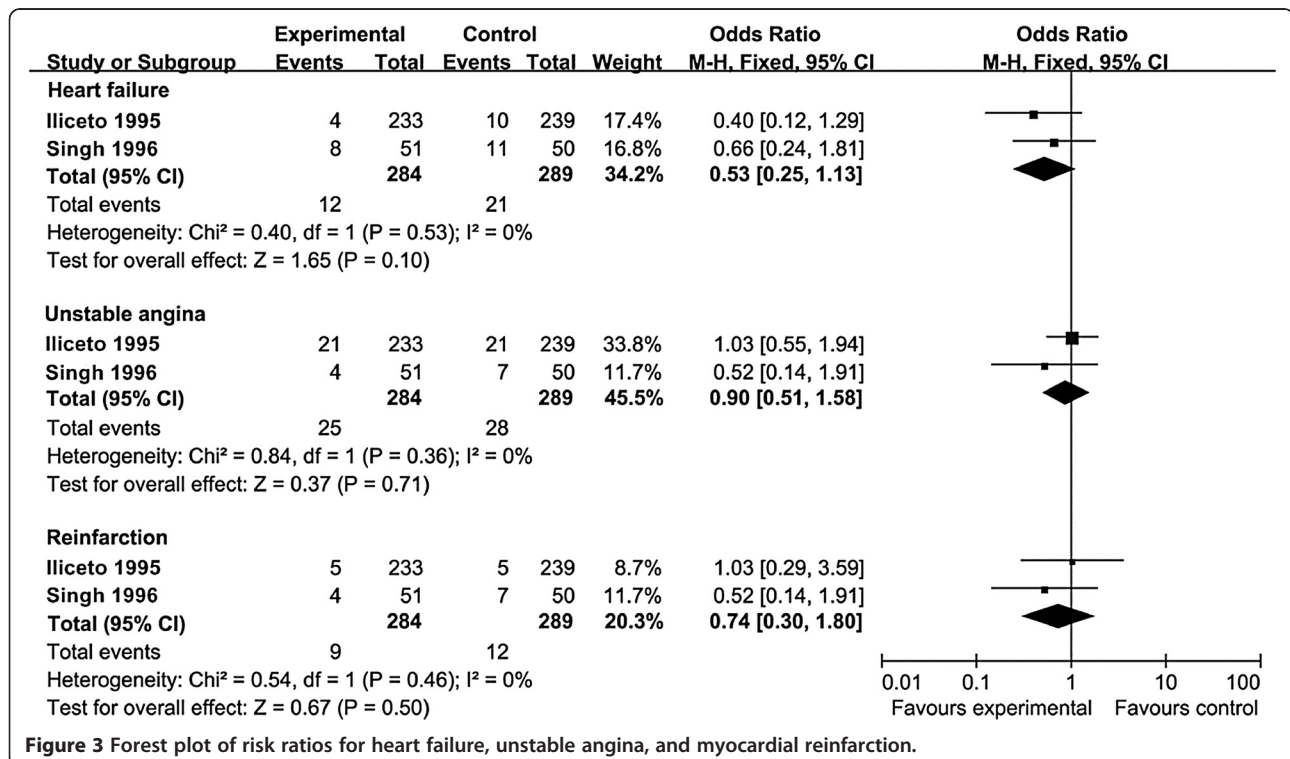 Experimental Control Odds Ratio Odds Ratio
Study or Subgroup Events Total Events Total Weight M-H, Fixed, 95% CI M-H, Fixed, 95% CI
Heart failure
Iliceto 1995 4 233 10 239 17.4% 0.40 [0.12, 1.29]
Singh 1996 8 51 11 50 16.8% 0.66 [0.24, 1.81]
Total (95% CI) 284 289 34.2% 0.53 [0.25, 1.13]
Total events 12 21
Heterogeneity: Chi² = 0.40, df = 1 (P = 0.53); I² = 0%
Test for overall effect: Z = 1.65 (P = 0.10)
Unstable angina
Iliceto 1995 21 233 21 239 33.8% 1.03 [0.55, 1.94]
Singh 1996 4 51 7 50 11.7% 0.52 [0.14, 1.91]
Total (95% CI) 284 289 45.5% 0.90 [0.51, 1.58]
Total events 25 28
Heterogeneity: Chi² = 0.84, df = 1 (P = 0.36); I² = 0%
Test for overall effect: Z = 0.37 (P = 0.71)
Reinfarction
Iliceto 1995 5 233 5 239 8.7% 1.03 [0.29, 3.59]
Singh 1996 4 51 7 50 11.7% 0.52 [0.14, 1.91]
Total (95% CI) 284 289 20.3% 0.74 [0.30, 1.80]
Total events 9 12
Heterogeneity: Chi² = 0.54, df = 1 (P = 0.46); I² = 0%
Test for overall effect: Z = 0.67 (P = 0.50)
0.01 0.1 1 10 100
Favours experimental Favours control
Figure 3 Forest plot of risk ratios for heart failure, unstable angina, and myocardial reinfarction.